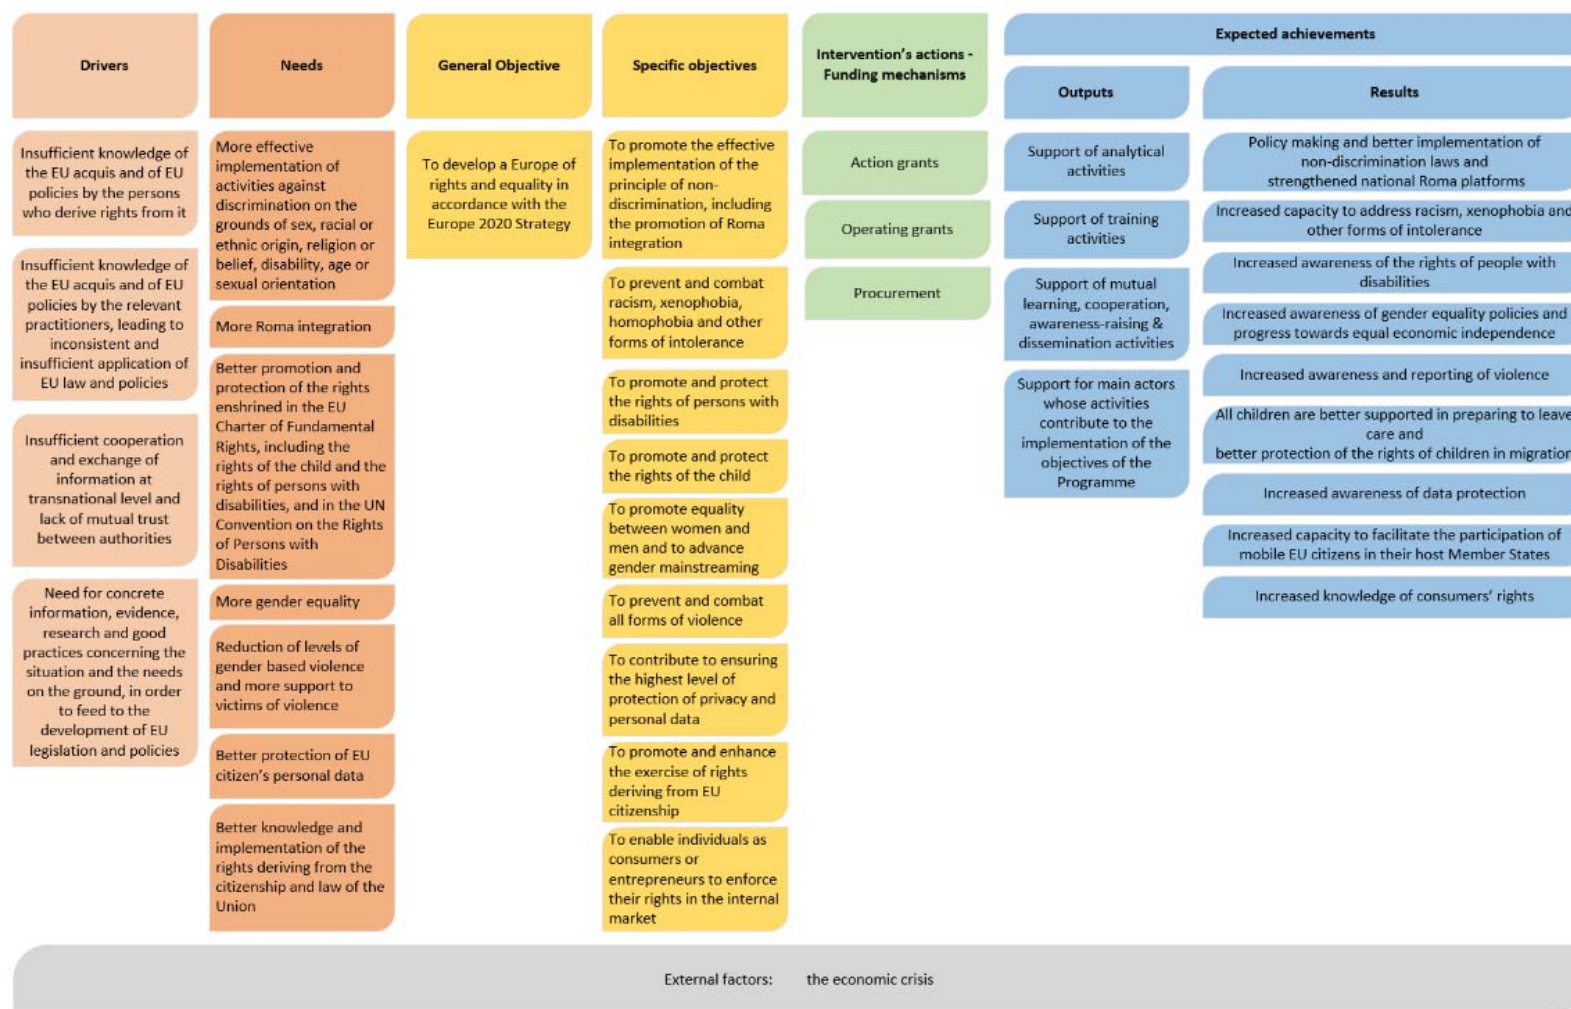 Drivers
Needs
General Objective
Specific objectives
Intervention's actions -
Funding mechanisms
Expected achievements
Outputs
Results
Insufficient knowledge of
the EU acquis and of EU
policies by the persons
who derive rights from it
Insufficient knowledge of
the EU acquis and of EU
policies by the relevant
practitioners, leading to
inconsistent and
insufficient application of
EU law and policies
Insufficient cooperation
and exchange of
information at
transnational level and
lack of mutual trust
between authorities
Need for concrete
information, evidence,
research and good
practices concerning the
situation and the needs
on the ground, in order
to feed to the
development of EU
legislation and policies
More effective
implementation of
activities against
discrimination on the
grounds of sex, racial or
ethnic origin, religion or
belief, disability, age or
sexual orientation
More Roma integration
Better promotion and
protection of the rights
enshrined in the EU
Charter of Fundamental
Rights, including the
rights of the child and the
rights of persons with
disabilities, and in the UN
Convention on the Rights
of Persons with
Disabilities
More gender equality
Reduction of levels of
gender based violence
and more support to
victims of violence
Better protection of EU
citizen's personal data
Better knowledge and
implementation of the
rights deriving from the
citizenship and law of the
Union
To develop a Europe of
rights and equality in
accordance with the
Europe 2020 Strategy
To promote the effective
implementation of the
principle of non-
discrimination, including
the promotion of Roma
integration
To prevent and combat
racism, xenophobia,
homophobia and other
forms of intolerance
To promote and protect
the rights of persons with
disabilities
To promote and protect
the rights of the child
To promote equality
between women and
men and to advance
gender mainstreaming
To prevent and combat
all forms of violence
To contribute to ensuring
the highest level of
protection of privacy and
personal data
To promote and enhance
the exercise of rights
deriving from EU
citizenship
To enable individuals as
consumers or
entrepreneurs to enforce
their rights in the internal
market
Action grants
Operating grants
Procurement
Support of analytical
activities
Support of training
activities
Support of mutual
learning, cooperation,
awareness-raising &
dissemination activities
Support for main actors
whose activities
contribute to the
implementation of the
objectives of the
Programme
Policy making and better implementation of
non-discrimination laws and
strengthened national Roma platforms
Increased capacity to address racism, xenophobia and
other forms of intolerance
Increased awareness of the rights of people with
disabilities
Increased awareness of gender equality policies and
progress towards equal economic independence
Increased awareness and reporting of violence
All children are better supported in preparing to leave
care and
better protection of the rights of children in migration
Increased awareness of data protection
Increased capacity to facilitate the participation of
mobile EU citizens in their host Member States
Increased knowledge of consumers' rights
External factors: the economic crisis